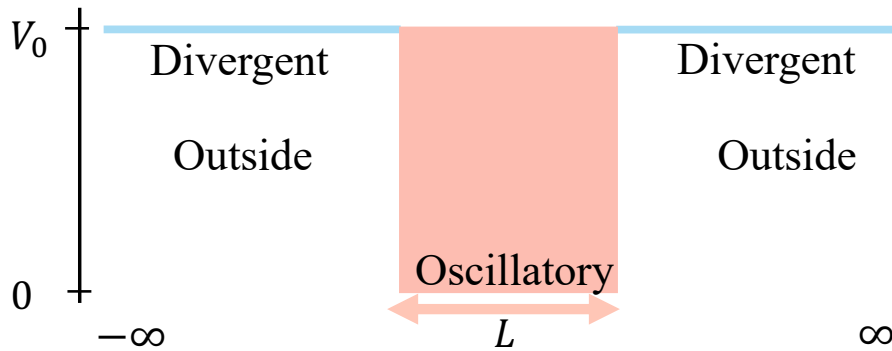 V₀
Divergent
Divergent
Outside
Outside
Oscillatory
0
L
−∞
∞